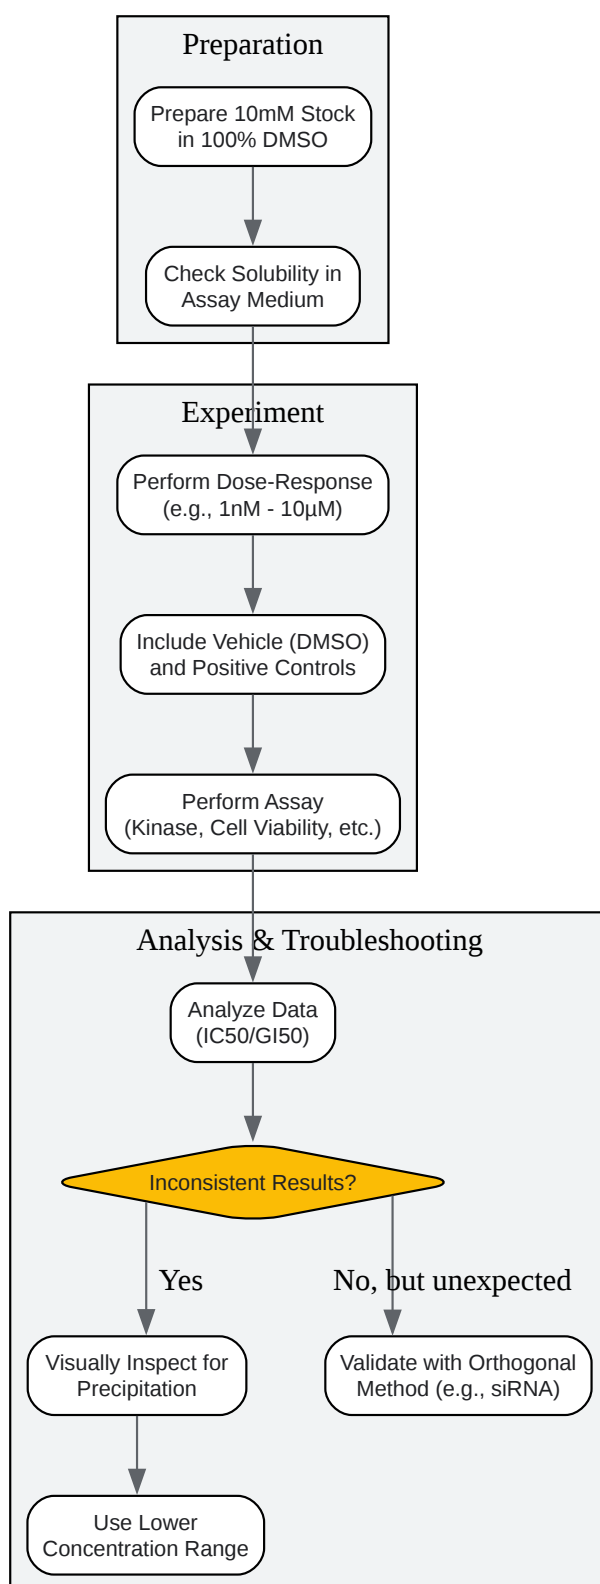 Preparation
Prepare 10mM Stock
in 100% DMSO
Check Solubility in
Assay Medium
Experiment
Perform Dose-Response
(e.g., 1nM - 10µM)
Include Vehicle (DMSO)
and Positive Controls
Perform Assay
(Kinase, Cell Viability, etc.)
Analysis & Troubleshooting
Analyze Data
(IC50/GI50)
Inconsistent Results?
Yes
No, but unexpected
Visually Inspect for
Precipitation
Validate with Orthogonal
Method (e.g., siRNA)
Use Lower
Concentration Range